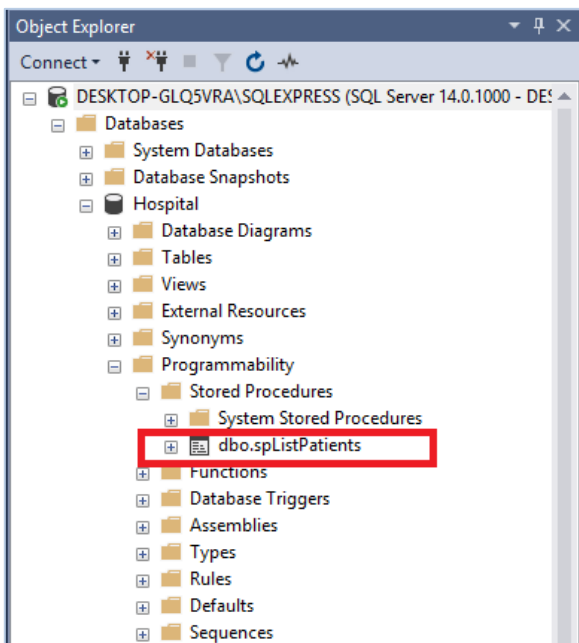 Object Explorer
Connect
DESKTOP-GLQ5VRA\SQLEXPRESS (SQL Server 14.0.1000 - DES
Databases
System Databases
Database Snapshots
Hospital
Database Diagrams
Tables
Views
External Resources
Synonyms
Programmability
Stored Procedures
System Stored Procedures
dbo.spListPatients
Functions
Database Triggers
Assemblies
Types
Rules
Defaults
Sequences